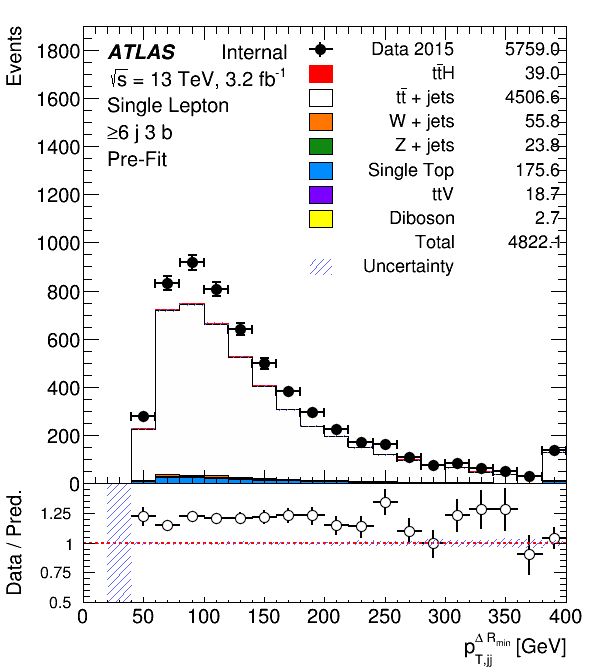 ATLAS Internal
√s = 13 TeV, 3.2 fb⁻¹
Single Lepton
≥6 j 3 b
Pre-Fit
Data 2015 5759.0
tt̄H 39.0
tt̄ + jets 4506.6
W + jets 55.8
Z + jets 23.8
Single Top 175.6
ttV 18.7
Diboson 2.7
Total 4822.1
Uncertainty
Events
1800
1600
1400
1200
1000
800
600
400
200
0
Data / Pred.
1.25
1
0.75
0.5
0 50 100 150 200 250 300 350 400
p_{T,jj}^{Δ R_{min}} [GeV]